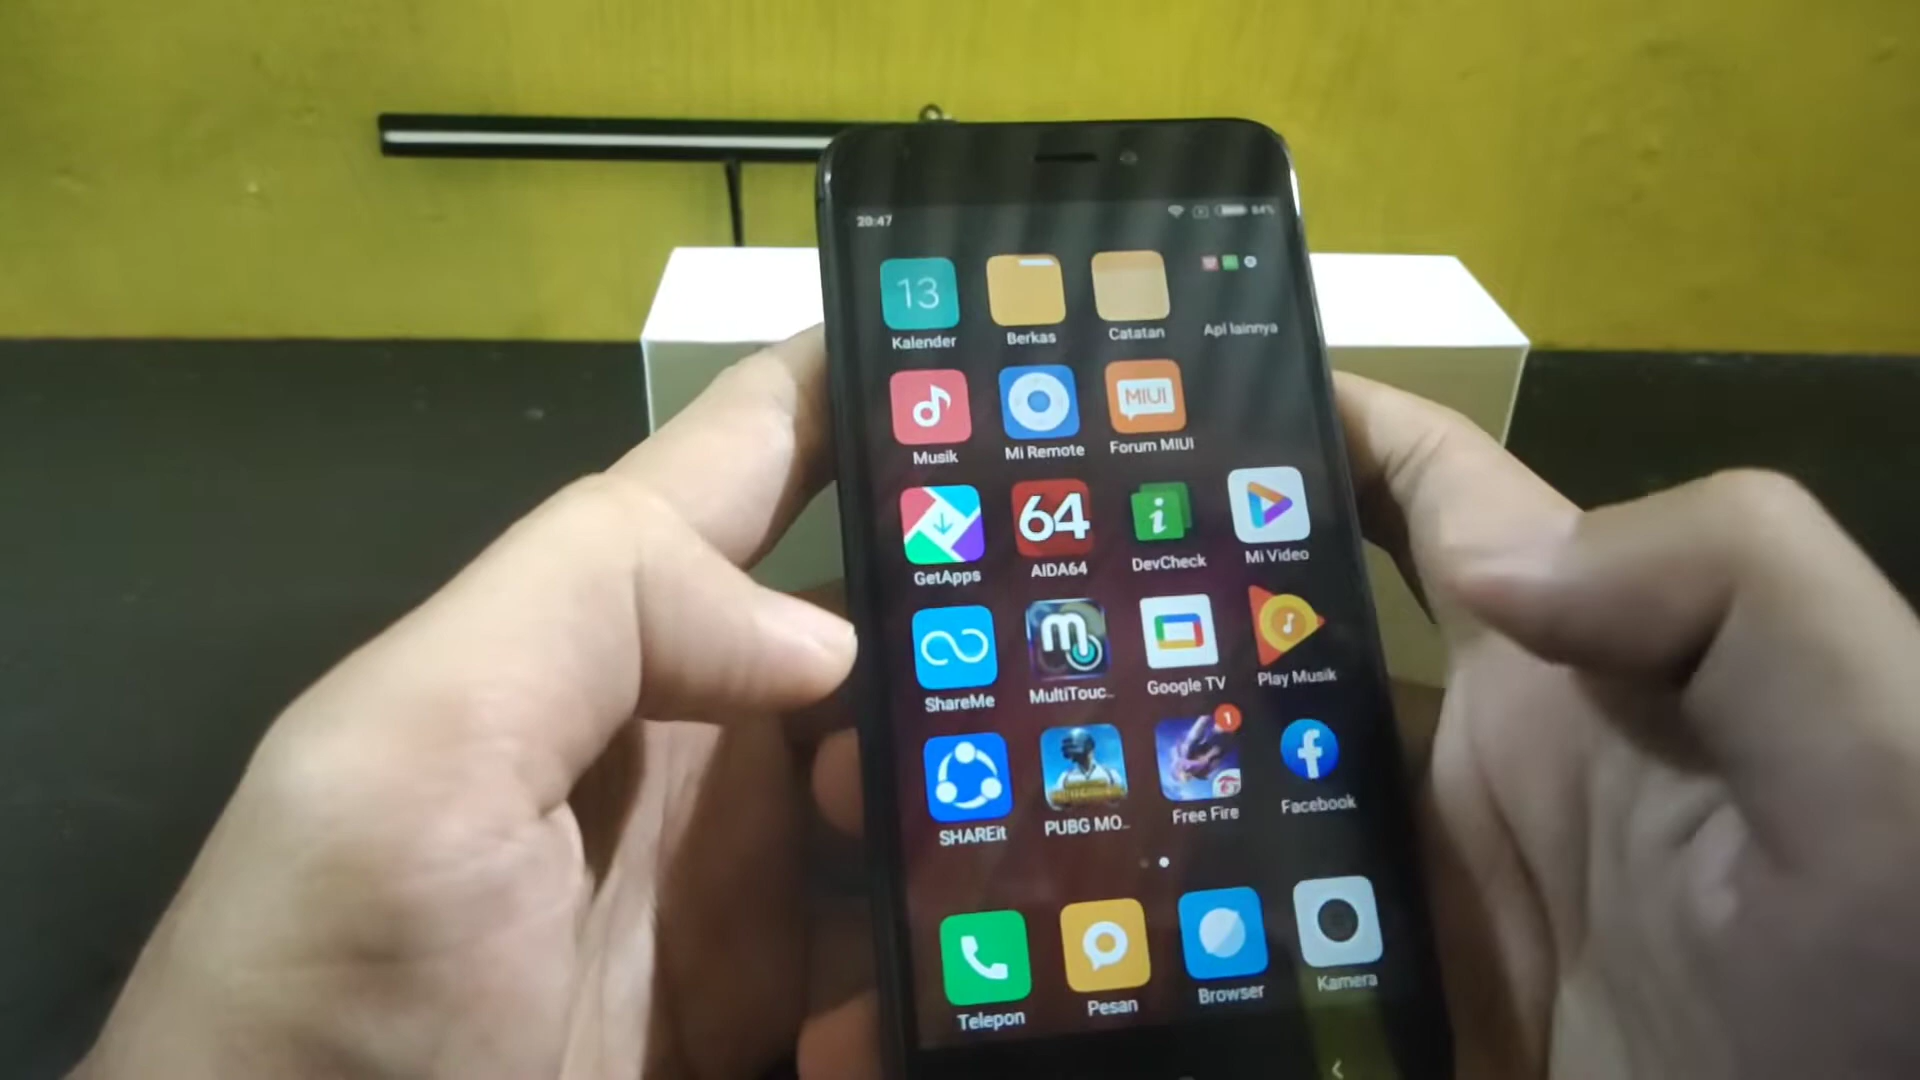 20:47
84%
13
Kalender
Berkas
Catatan
Apl lainnya
Musik
Mi Remote
MIUI
Forum MIUI
GetApps
64
AIDA64
i
DevCheck
Mi Video
ShareMe
m
MultiTouc..
Google TV
Play Musik
SHAREit
PUBG MO..
1
Free Fire
f
Facebook
Telepon
Pesan
Browser
Kamera